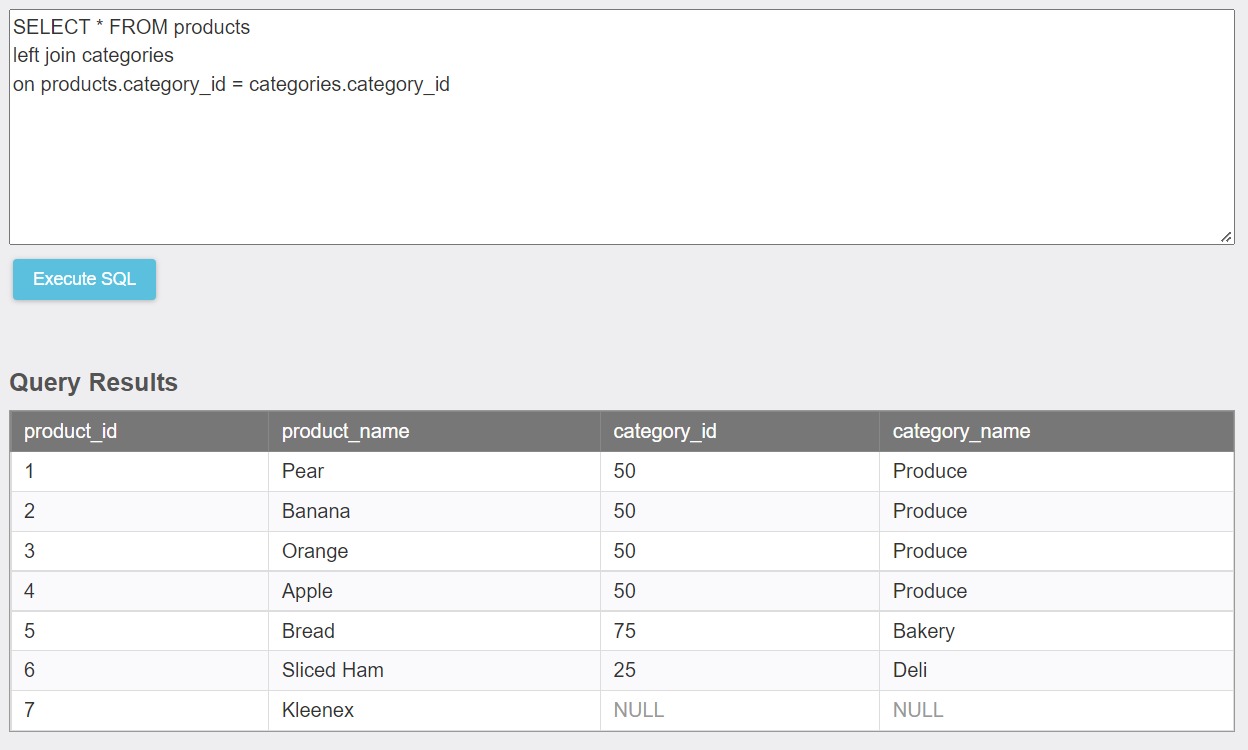 SELECT * FROM products
left join categories
on products.category_id = categories.category_id
Execute SQL
Query Results
product_id product_name category_id category_name
1 Pear 50 Produce
2 Banana 50 Produce
3 Orange 50 Produce
4 Apple 50 Produce
5 Bread 75 Bakery
6 Sliced Ham 25 Deli
7 Kleenex NULL NULL